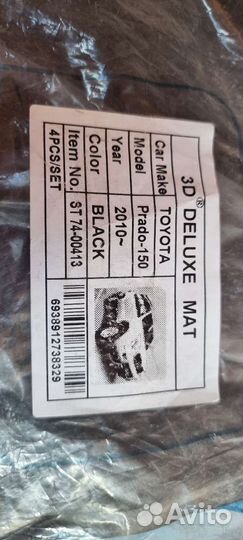 3D® DELUXE MAT
Car Make TOYOTA
Model Prado-150
Year 2010~
Color BLACK
Item No. ST 74-00413
4PCS/SET
6938912738329
Avito